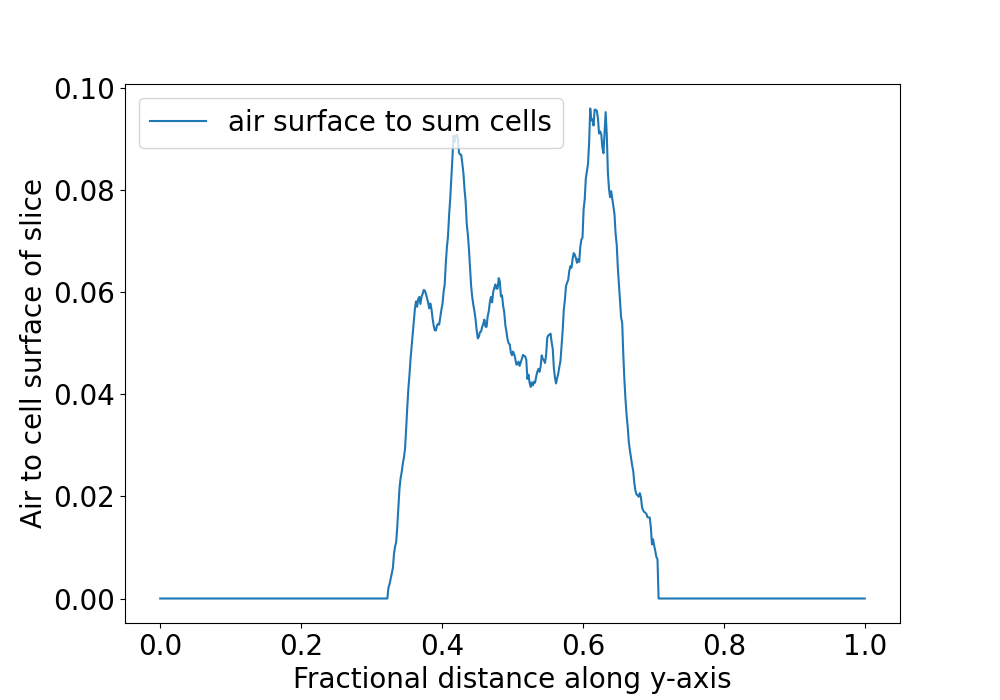 0.10
air surface to sum cells
0.08
0.06
0.04
0.02
0.00
Air to cell surface of slice
0.0 0.2 0.4 0.6 0.8 1.0
Fractional distance along y-axis